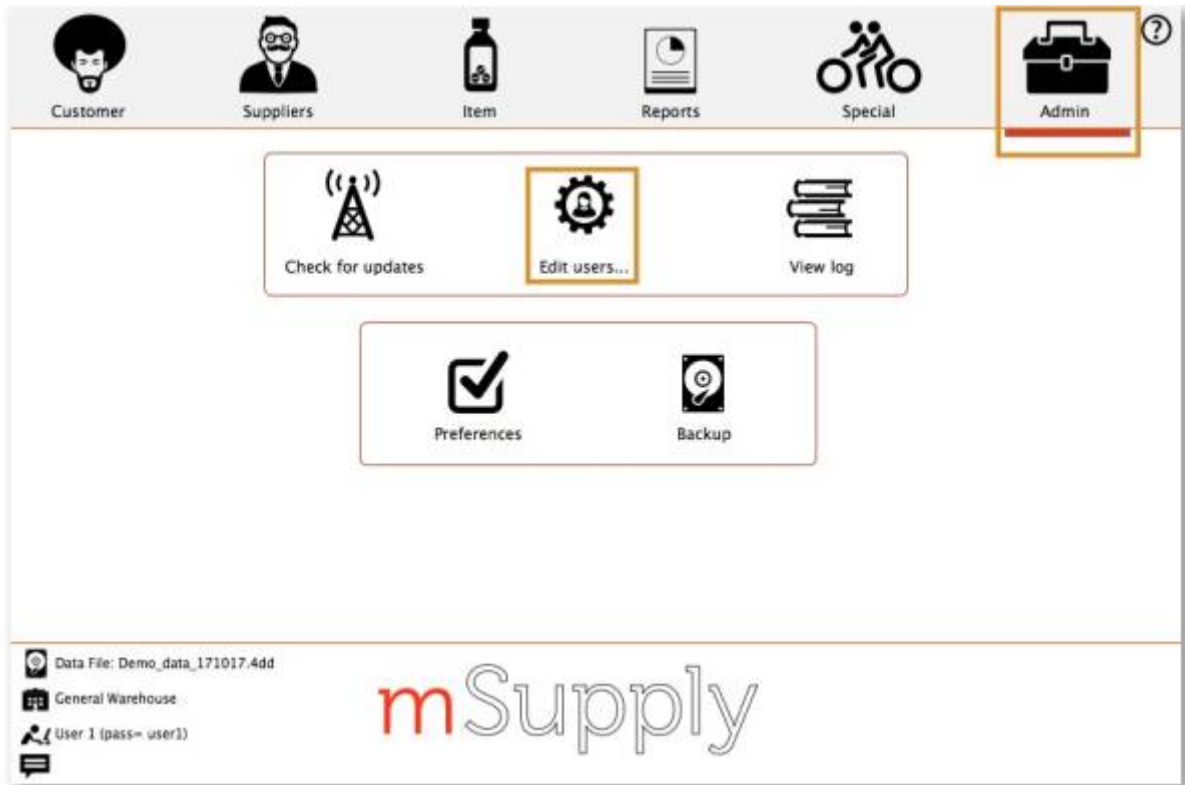 Customer Suppliers Item Reports Special Admin ?
Check for updates Edit users... View log
Preferences Backup
Data File: Demo_data_171017.4dd
General Warehouse
User 1 (pass= user1)
mSupply